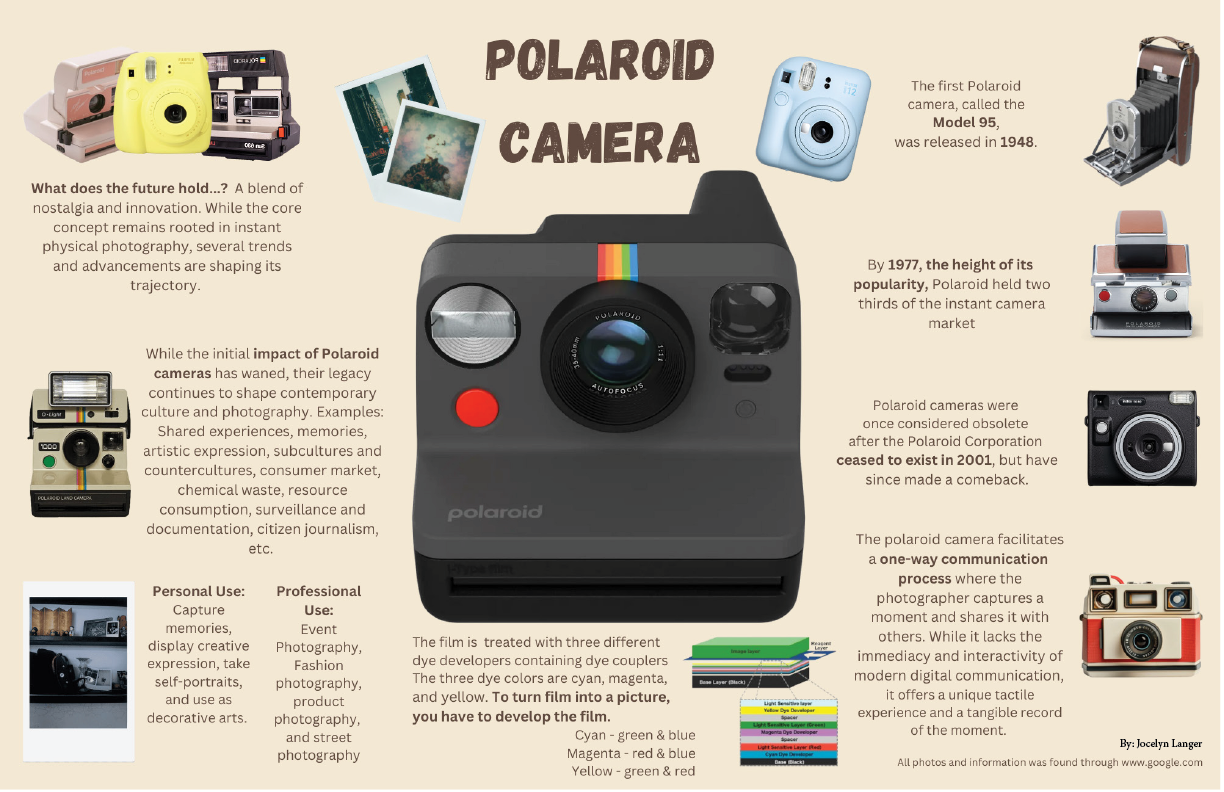 POLAROID
CAMERA
What does the future hold...? A blend of
nostalgia and innovation. While the core
concept remains rooted in instant
physical photography, several trends
and advancements are shaping its
trajectory.
While the initial impact of Polaroid
cameras has waned, their legacy
continues to shape contemporary
culture and photography. Examples:
Shared experiences, memories,
artistic expression, subcultures and
countercultures, consumer market,
chemical waste, resource
consumption, surveillance and
documentation, citizen journalism,
etc.
Q-Light
1000
POLAROID LAND CAMERA
Personal Use:
Capture
memories,
display creative
expression, take
self-portraits,
and use as
decorative arts.
Professional
Use:
Event
Photography,
Fashion
photography,
product
photography,
and street
photography
POLAROID
AUTOFOCUS
polaroid
i-Type film
The film is  treated with three different
dye developers containing dye couplers
The three dye colors are cyan, magenta,
and yellow. To turn film into a picture,
you have to develop the film.
Cyan - green & blue
Magenta - red & blue
Yellow - green & red
Image layer
Reagent
Layer
Base Layer (Black)
Light Sensitive layer
Yellow Dye Developer
Spacer
Light Sensitive Layer (Green)
Magenta Dye Developer
Spacer
Light Sensitive Layer (Red)
Cyan Dye Developer
Base (Black)
The first Polaroid
camera, called the
Model 95,
was released in 1948.
By 1977, the height of its
popularity, Polaroid held two
thirds of the instant camera
market
POLAROID
Polaroid cameras were
once considered obsolete
after the Polaroid Corporation
ceased to exist in 2001, but have
since made a comeback.
The polaroid camera facilitates
a one-way communication
process where the
photographer captures a
moment and shares it with
others. While it lacks the
immediacy and interactivity of
modern digital communication,
it offers a unique tactile
experience and a tangible record
of the moment.
By: Jocelyn Langer
All photos and information was found through www.google.com